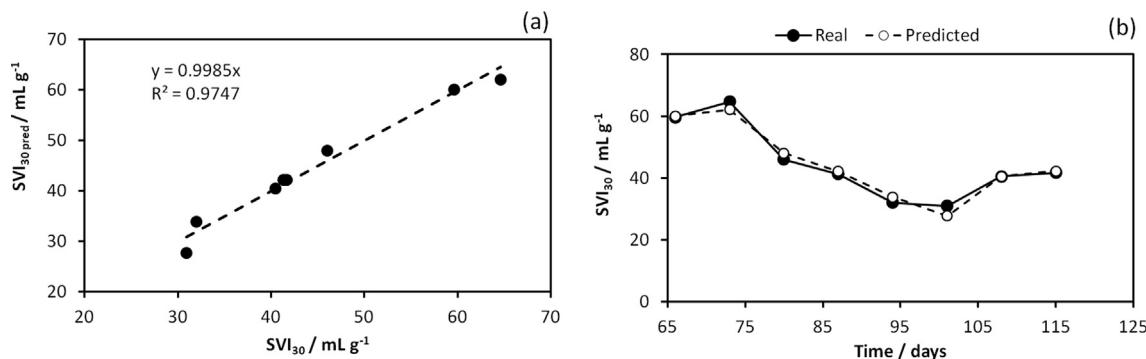 (a)
70
60
50
40
30
20
SVI30 pred / mL g-1
y = 0.9985x
R² = 0.9747
20 30 40 50 60 70
SVI30 / mL g-1
(b)
Real Predicted
80
60
40
20
0
SVI30 / mL g-1
65 75 85 95 105 115 125
Time / days